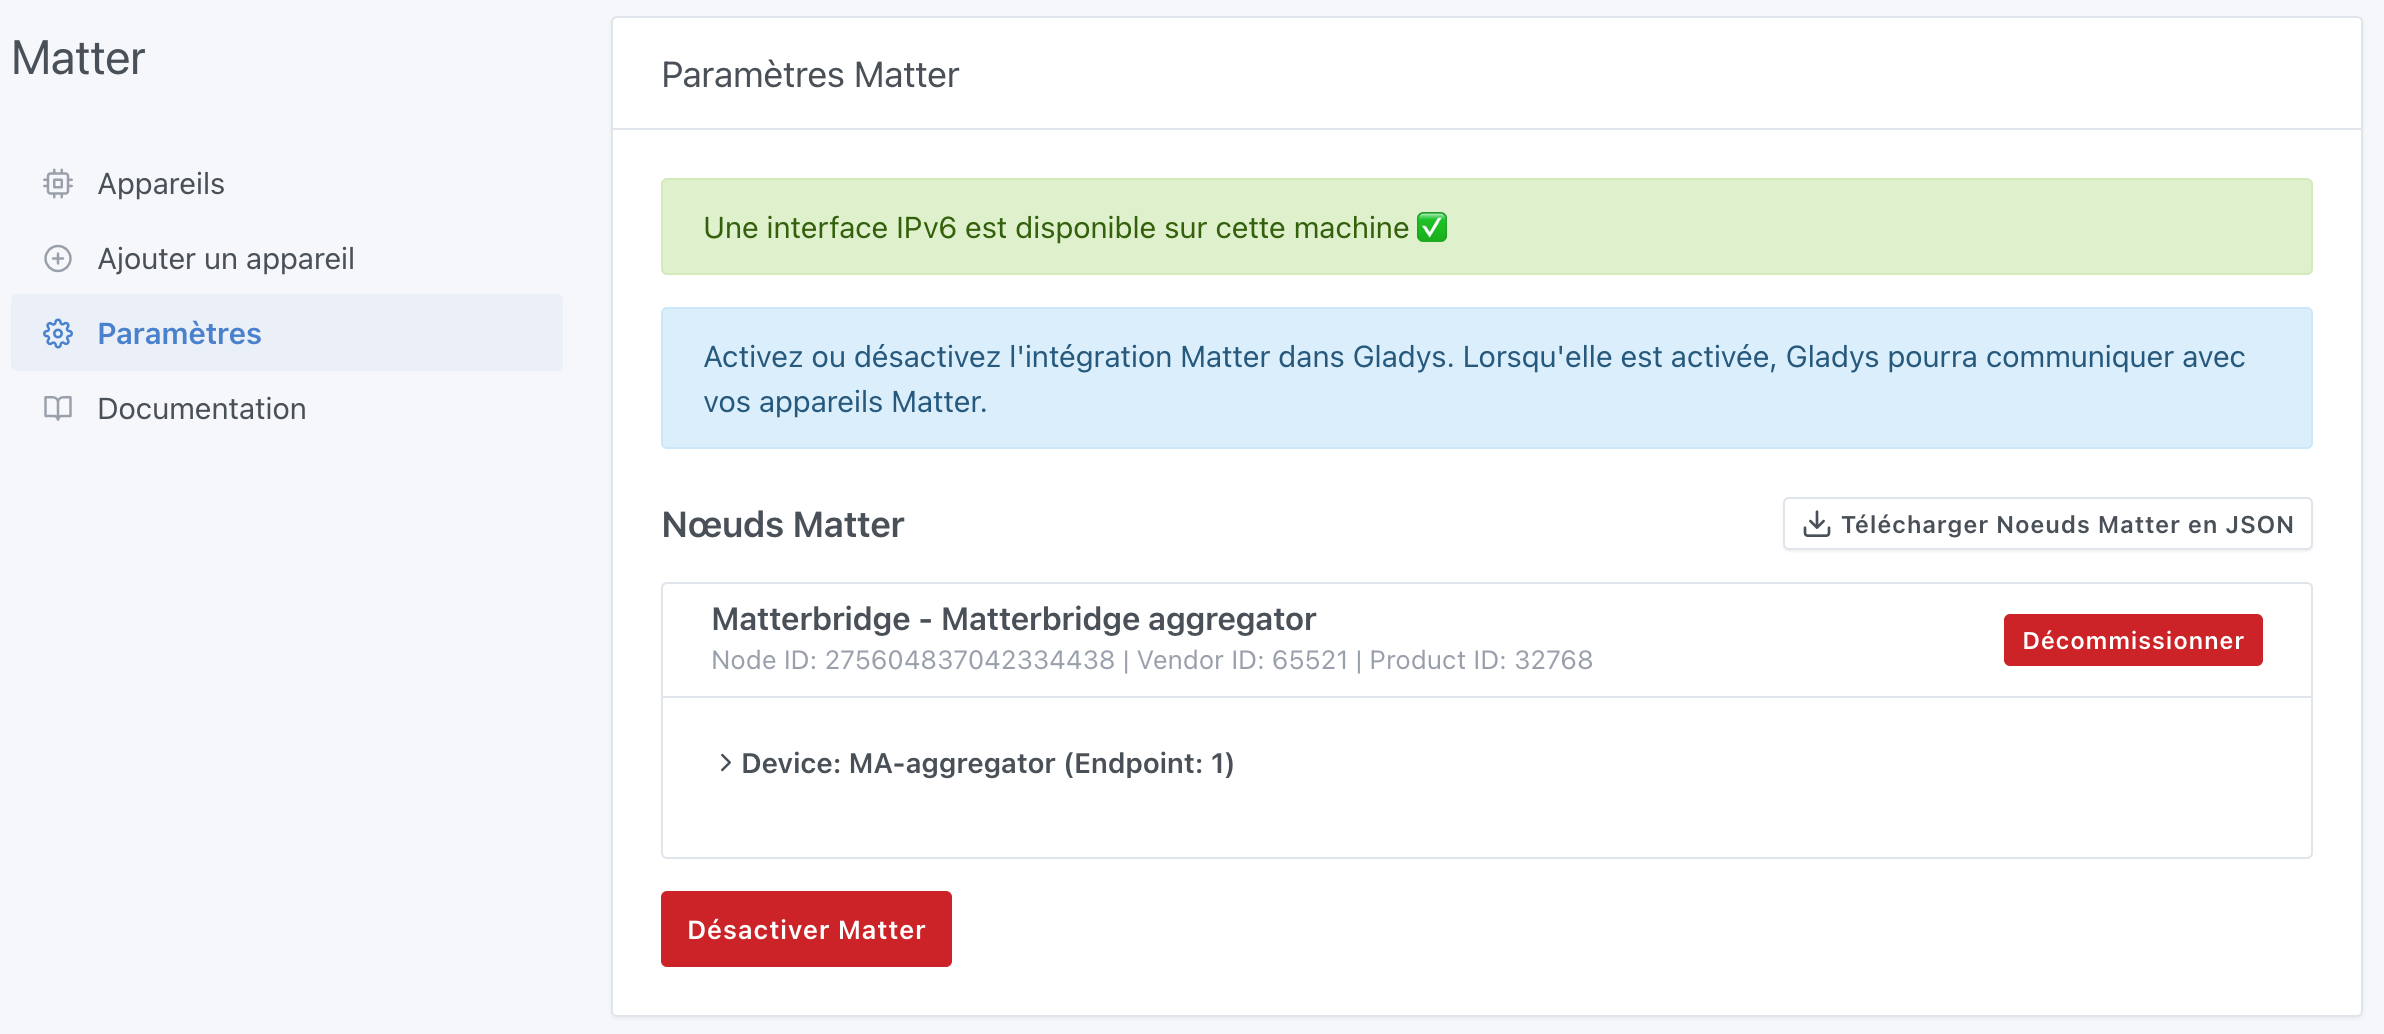 Matter
Appareils
Ajouter un appareil
Paramètres
Documentation
Paramètres Matter
Une interface IPv6 est disponible sur cette machine ✅
Activez ou désactivez l'intégration Matter dans Gladys. Lorsqu'elle est activée, Gladys pourra communiquer avec
vos appareils Matter.
Nœuds Matter
Télécharger Noeuds Matter en JSON
Matterbridge - Matterbridge aggregator
Décommissionner
Node ID: 275604837042334438 | Vendor ID: 65521 | Product ID: 32768
Device: MA-aggregator (Endpoint: 1)
Désactiver Matter